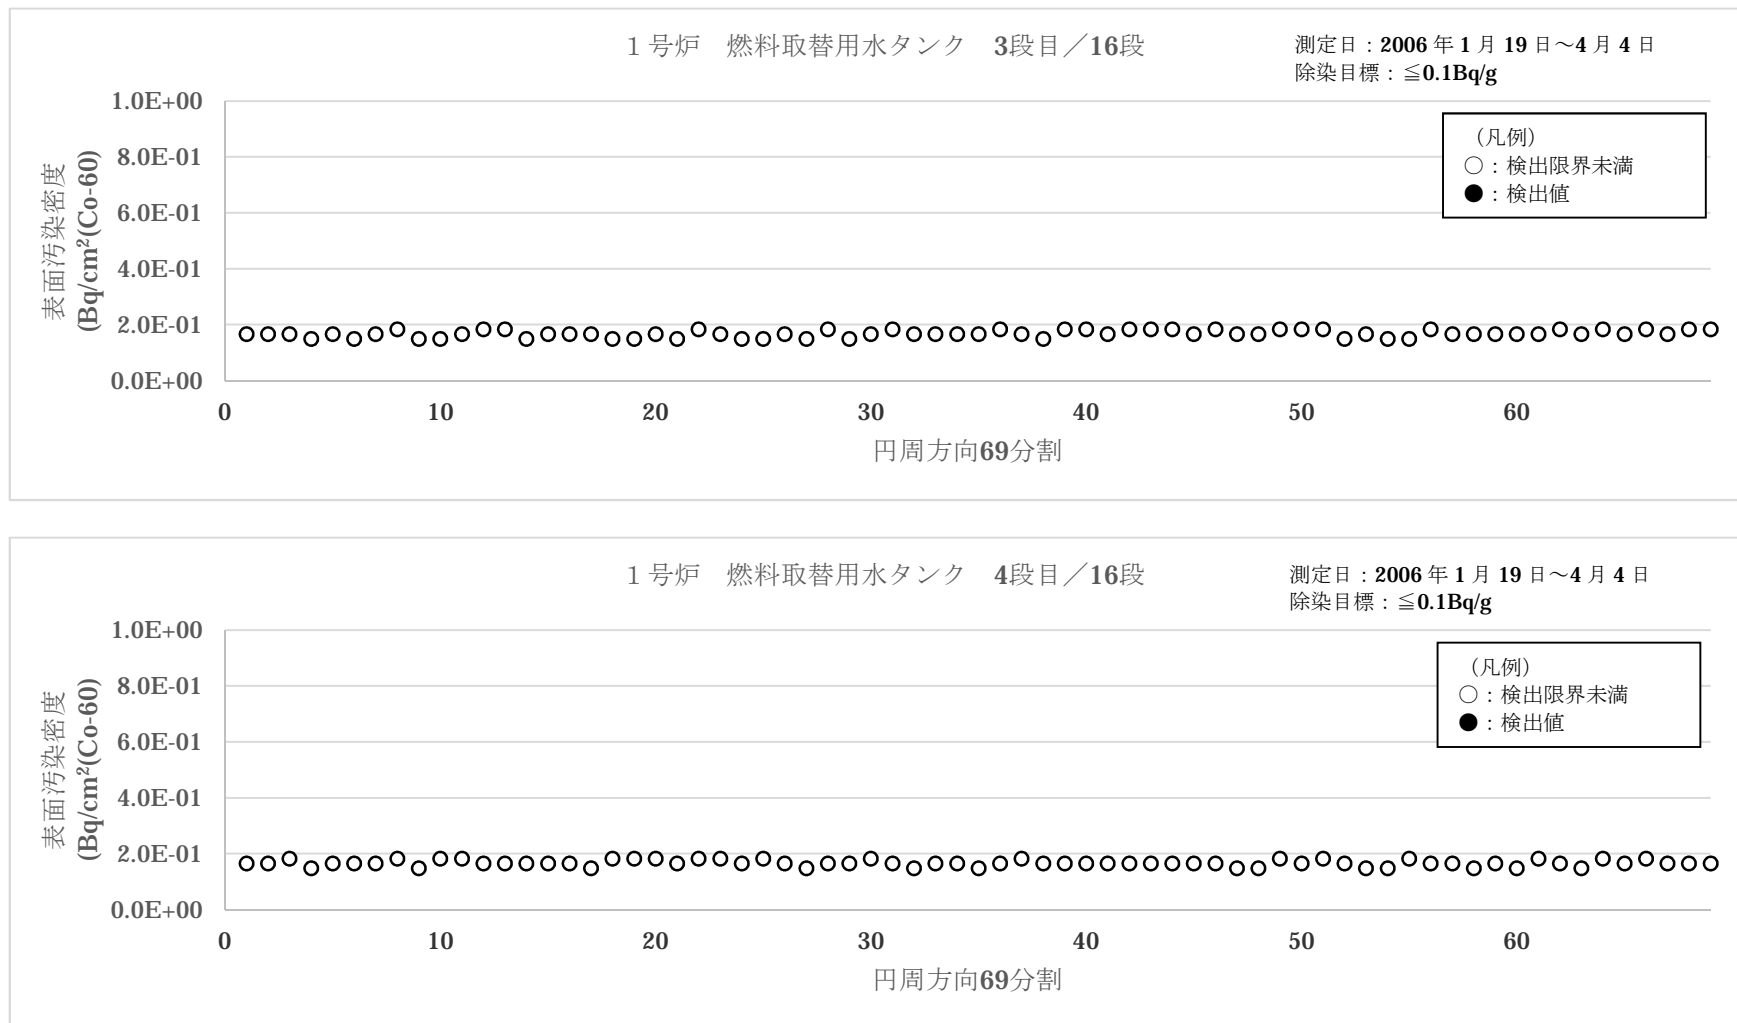 1号炉　燃料取替用水タンク　3段目／16段
測定日：2006年1月19日～4月4日
除染目標：≦0.1Bq/g
（凡例）
○：検出限界未満
●：検出値
表面汚染密度
(Bq/cm²(Co-60)
1.0E+00
8.0E-01
6.0E-01
4.0E-01
2.0E-01
0.0E+00
0 10 20 30 40 50 60
円周方向69分割
1号炉　燃料取替用水タンク　4段目／16段
測定日：2006年1月19日～4月4日
除染目標：≦0.1Bq/g
（凡例）
○：検出限界未満
●：検出値
表面汚染密度
(Bq/cm²(Co-60)
1.0E+00
8.0E-01
6.0E-01
4.0E-01
2.0E-01
0.0E+00
0 10 20 30 40 50 60
円周方向69分割